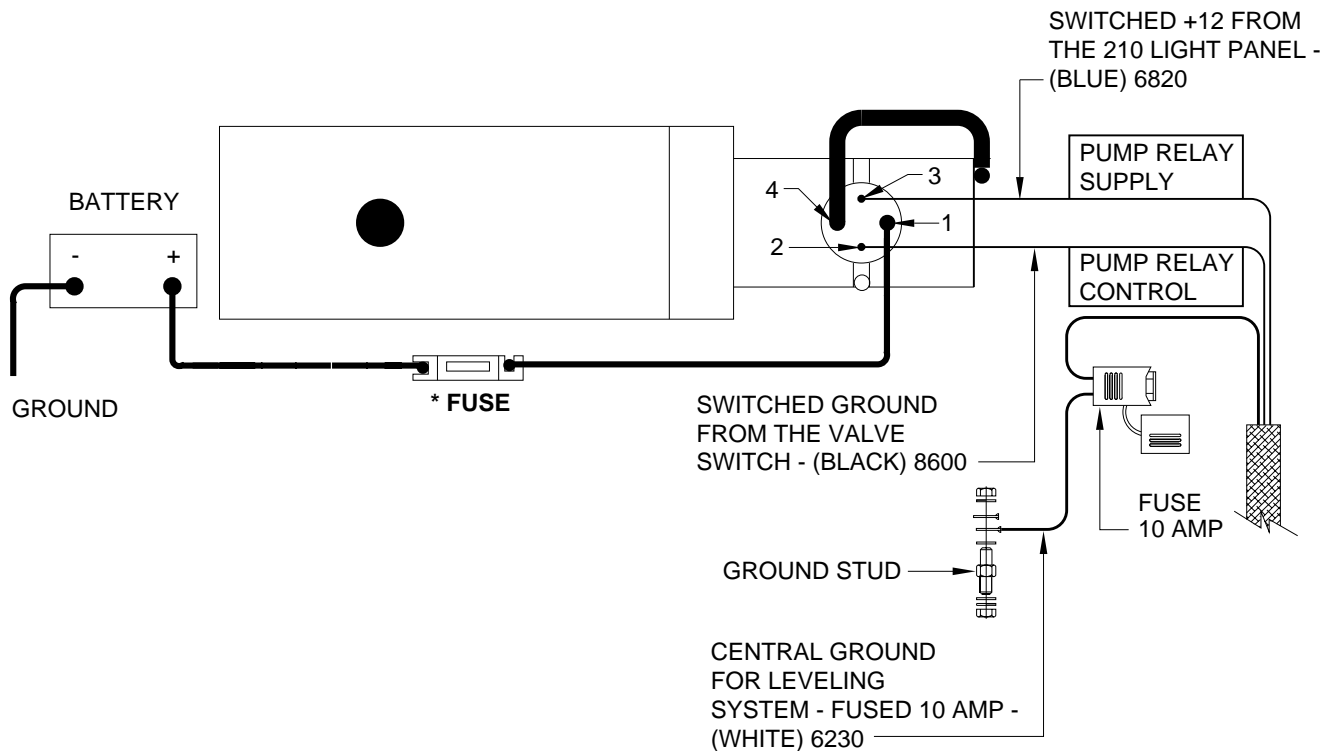 SWITCHED +12 FROM
THE 210 LIGHT PANEL -
(BLUE) 6820
PUMP RELAY
SUPPLY
3
4
1
2
BATTERY
- +
PUMP RELAY
CONTROL
GROUND
* FUSE
SWITCHED GROUND
FROM THE VALVE
SWITCH - (BLACK) 8600
FUSE
10 AMP
GROUND STUD
CENTRAL GROUND
FOR LEVELING
SYSTEM - FUSED 10 AMP -
(WHITE) 6230